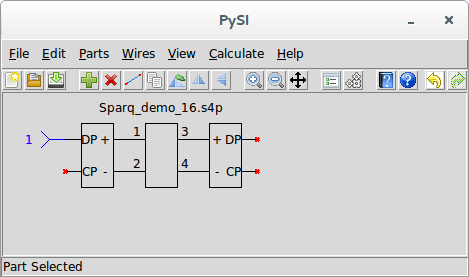 PySI
File Edit Parts Wires View Calculate Help
Sparq_demo_16.s4p
1 DP + 1 3 + DP
CP - 2 4 - CP
Part Selected